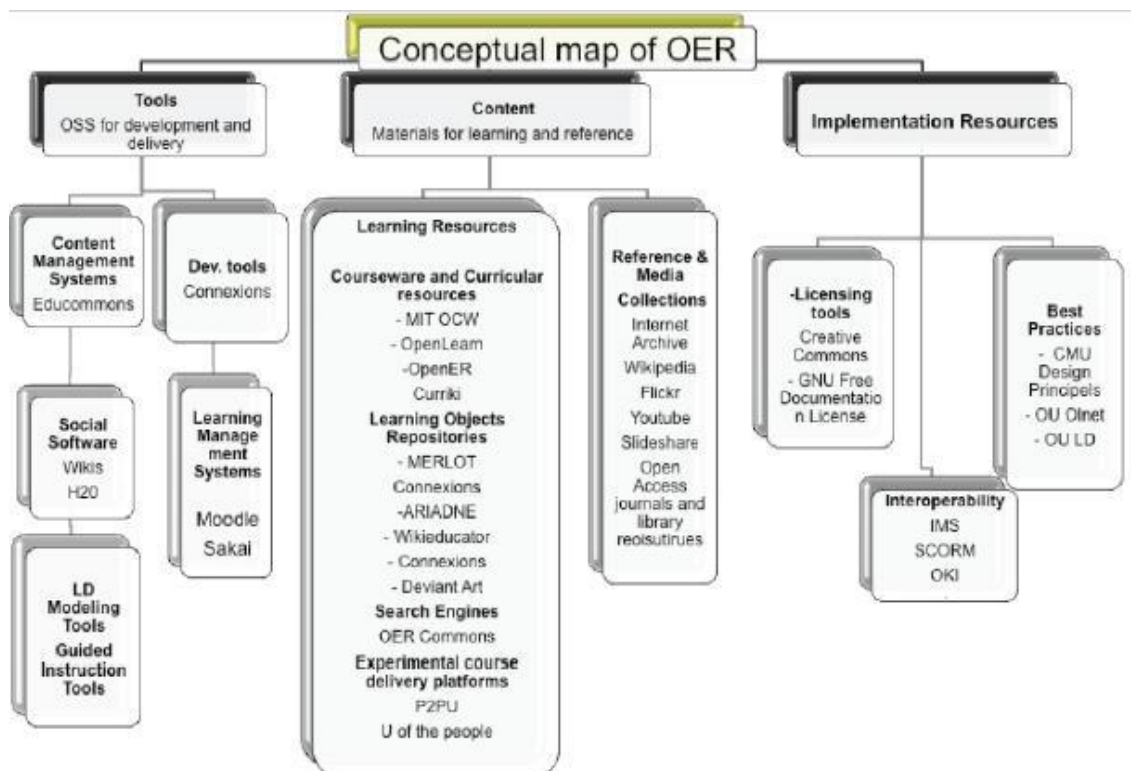 Conceptual map of OER
Tools
OSS for development and
delivery
Content
Materials for learning and reference
Implementation Resources
Content
Management
Systems
Educommons
Dev. tools
Connexions
Social
Software
Wikis
H20
Learning
Manage
ment
Systems
Moodle
Sakai
LD
Modeling
Tools
Guided
Instruction
Tools
Learning Resources
Courseware and Curricular
resources
- MIT OCW
- OpenLearn
-OpenER
Curriki
Learning Objects
Repositories
- MERLOT
Connexions
-ARIADNE
- Wikieducator
- Connexions
- Deviant Art
Search Engines
OER Commons
Experimental course
delivery platforms
P2PU
U of the people
Reference &
Media
Collections
Internet
Archive
Wikipedia
Flickr
Youtube
Slideshare
Open
Access
journals and
library
reoisutirues
-Licensing
tools
Creative
Commons
- GNU Free
Documentatio
n License
Best
Practices
- CMU
Design
Principels
- OU Olnet
- OU LD
Interoperability
IMS
SCORM
OKI